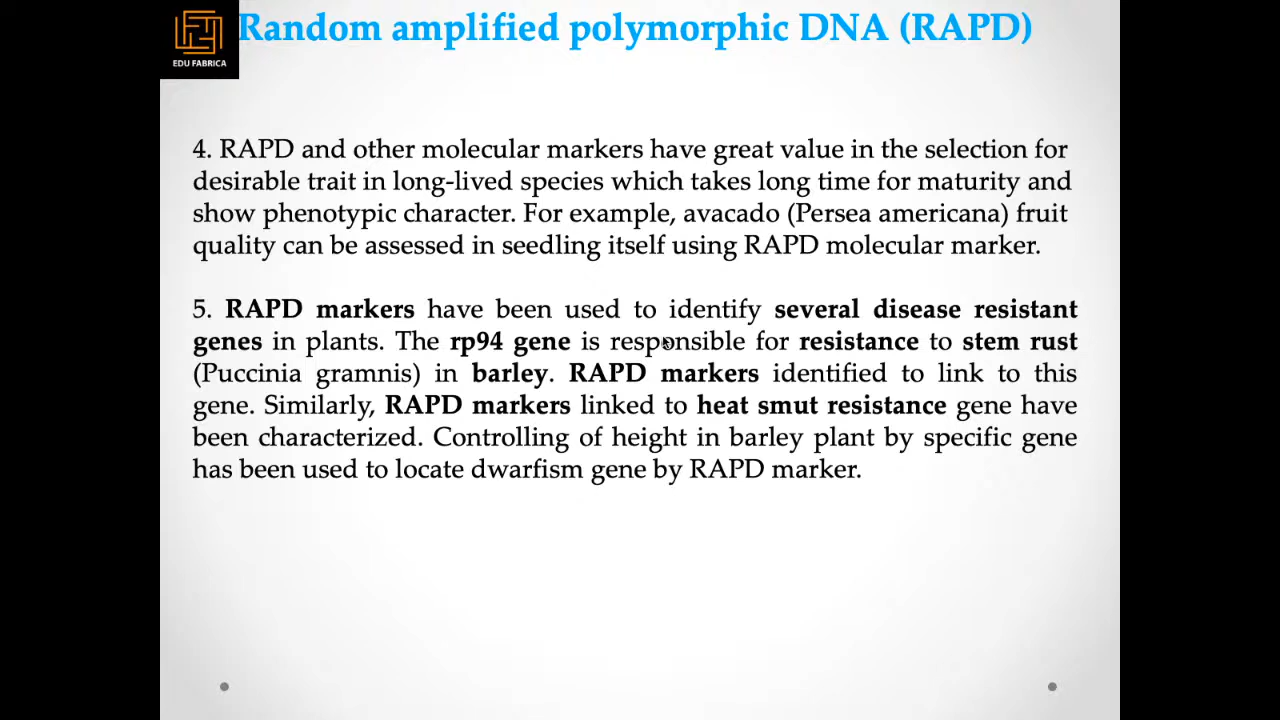 Random amplified polymorphic DNA (RAPD)
EDU FABRICA
4. RAPD and other molecular markers have great value in the selection for
desirable trait in long-lived species which takes long time for maturity and
show phenotypic character. For example, avacado (Persea americana) fruit
quality can be assessed in seedling itself using RAPD molecular marker.
5. RAPD markers have been used to identify several disease resistant
genes in plants. The rp94 gene is responsible for resistance to stem rust
(Puccinia gramnis) in barley. RAPD markers identified to link to this
gene. Similarly, RAPD markers linked to heat smut resistance gene have
been characterized. Controlling of height in barley plant by specific gene
has been used to locate dwarfism gene by RAPD marker.